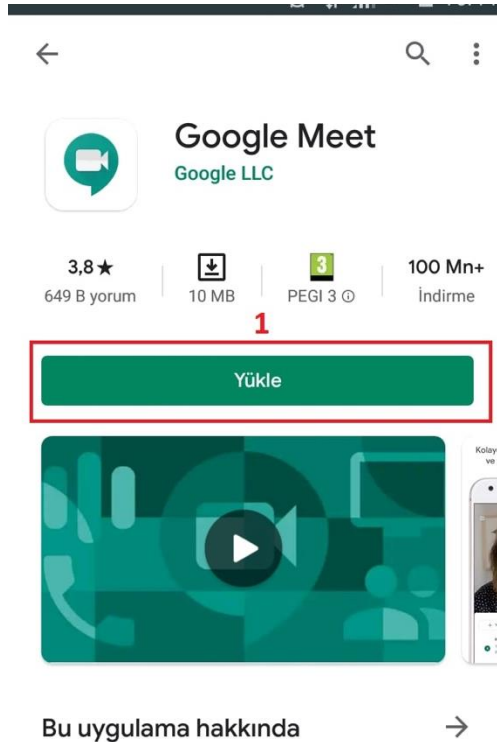 Google Meet
Google LLC
3,8★
649 B yorum
10 MB
3
PEGI 3
100 Mn+
İndirme
1
Yükle
Bu uygulama hakkında